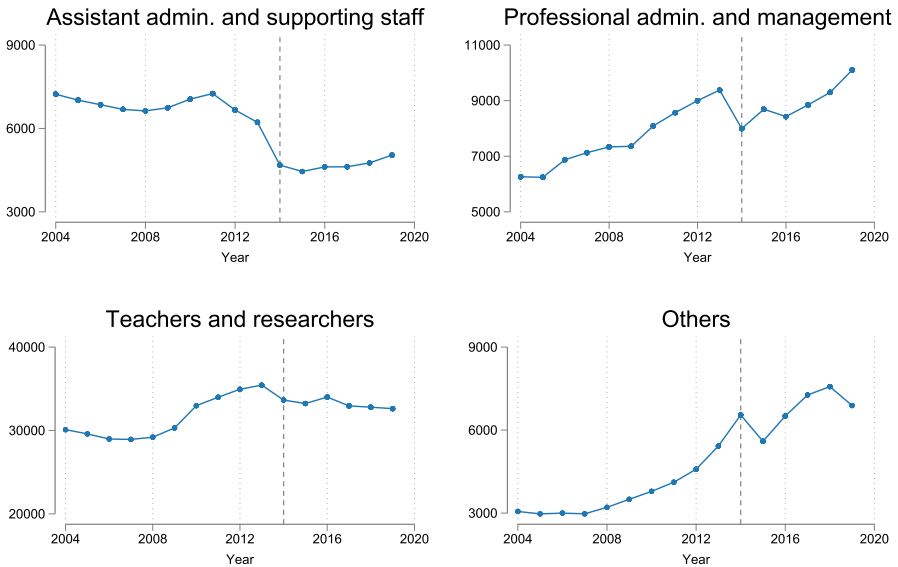 Assistant admin. and supporting staff
9000
6000
3000
2004 2008 2012 2016 2020
Year
Professional admin. and management
11000
9000
7000
5000
2004 2008 2012 2016 2020
Year
Teachers and researchers
40000
30000
20000
2004 2008 2012 2016 2020
Year
Others
9000
6000
3000
2004 2008 2012 2016 2020
Year